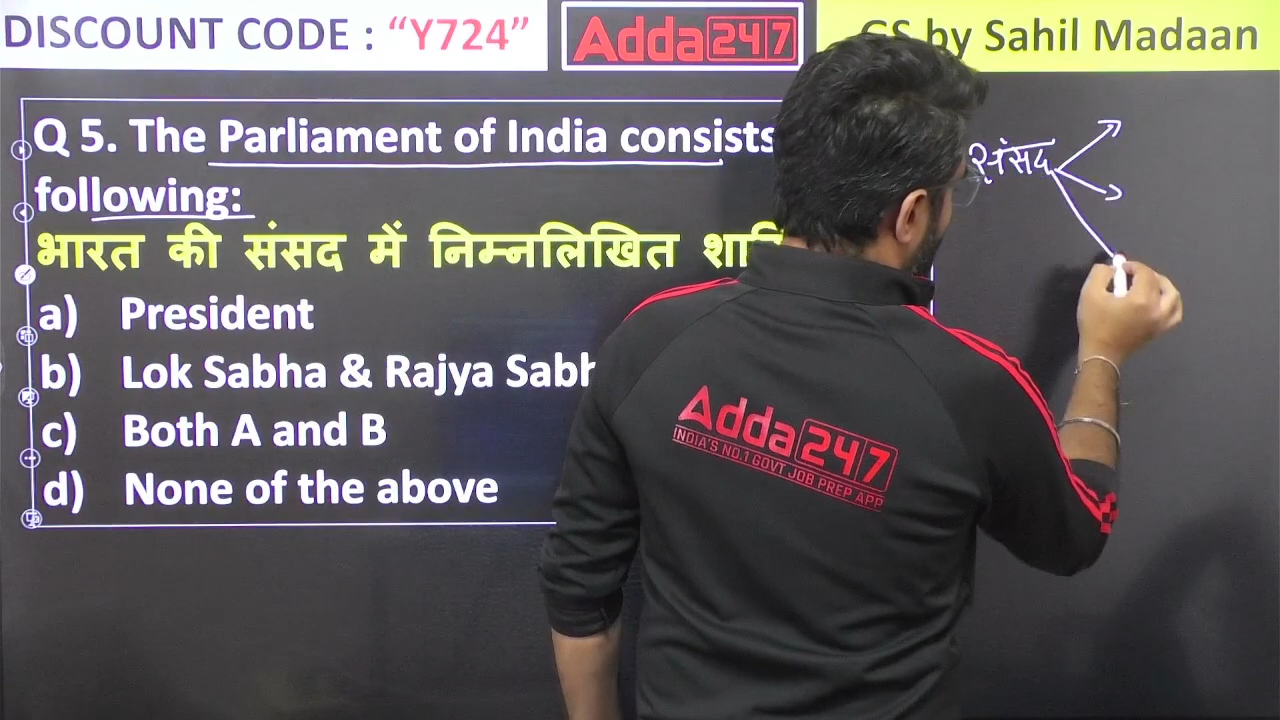 DISCOUNT CODE : “Y724”
Adda247
GS by Sahil Madaan
Q 5. The Parliament of India consists
following:
भारत की संसद में निम्नलिखित
a) President
b) Lok Sabha & Rajya Sabh
c) Both A and B
d) None of the above
संसद
Adda247
INDIA'S NO.1 GOVT JOB PREP APP